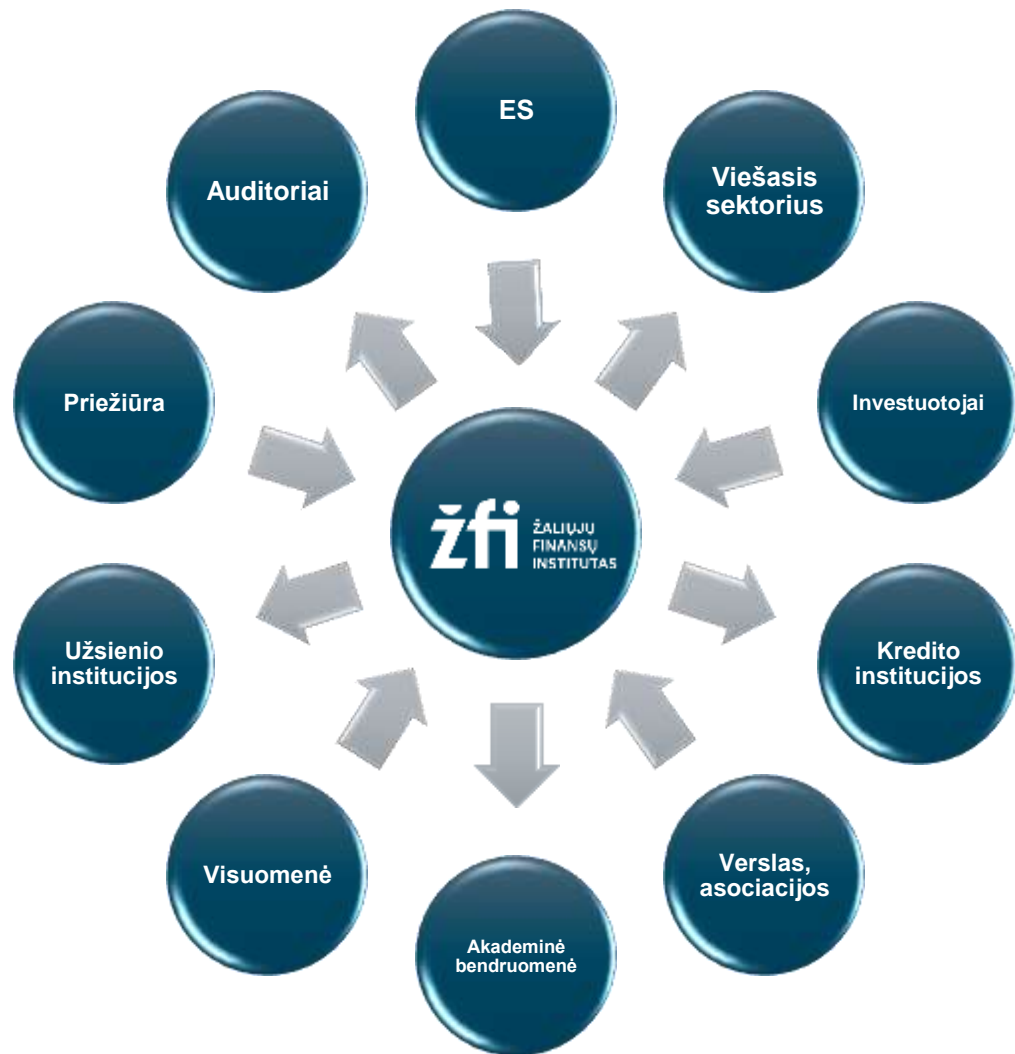 ES
Viešasis
sektorius
Investuotojai
Kredito
institucijos
Verslas,
asociacijos
Akademinė
bendruomenė
Visuomenė
Užsienio
institucijos
Priežiūra
Auditoriai
žfi
ŽALIŲJŲ
FINANSŲ
INSTITUTAS